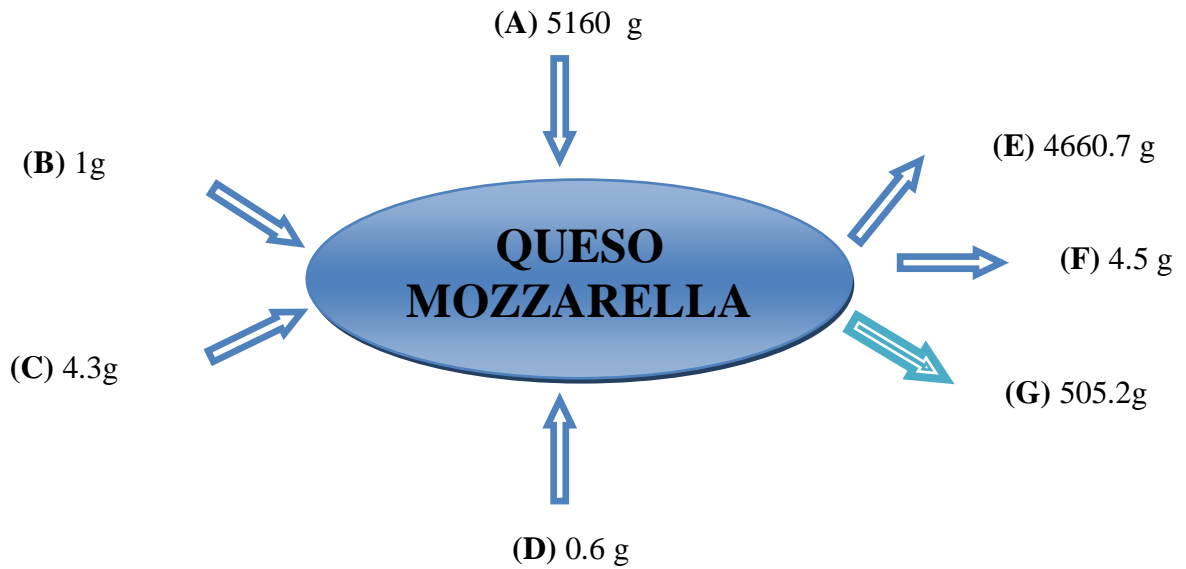 (A) 5160 g
(B) 1g
(E) 4660.7 g
QUESO
MOZZARELLA
(F) 4.5 g
(C) 4.3g
(G) 505.2g
(D) 0.6 g